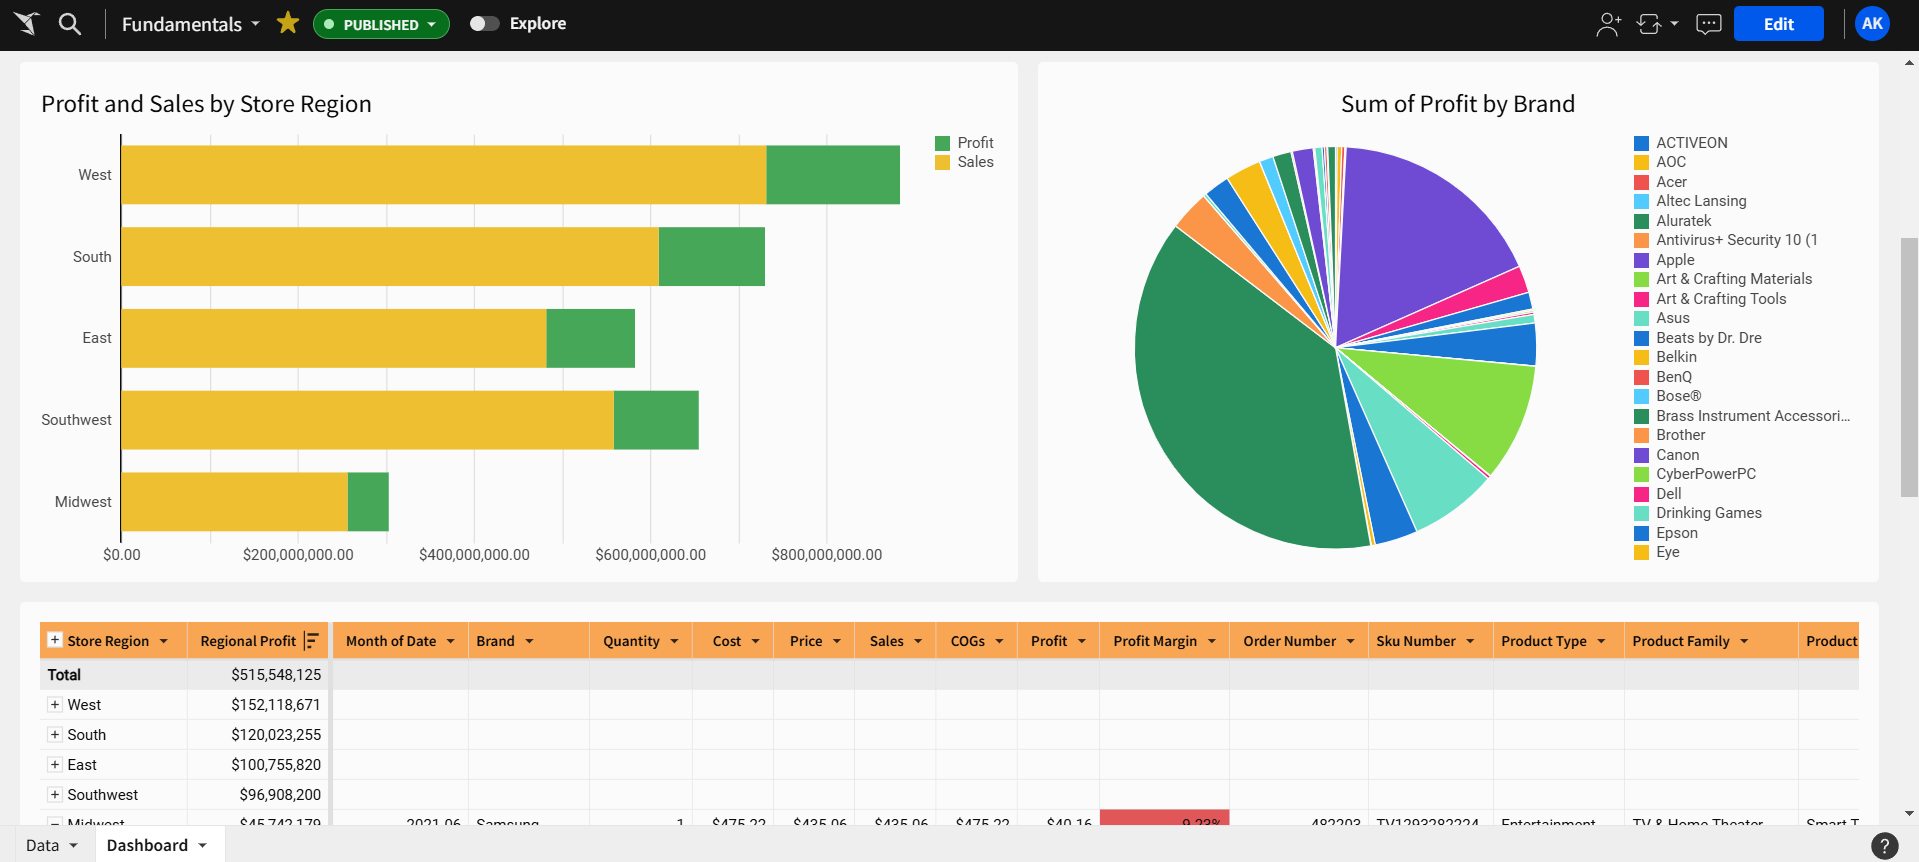 Fundamentals
PUBLISHED
Explore
Edit
AK
Profit and Sales by Store Region
Profit
Sales
West
South
East
Southwest
Midwest
$0.00 $200,000,000.00 $400,000,000.00 $600,000,000.00 $800,000,000.00
Sum of Profit by Brand
ACTIVEON
AOC
Acer
Altec Lansing
Aluratek
Antivirus+ Security 10 (1
Apple
Art & Crafting Materials
Art & Crafting Tools
Asus
Beats by Dr. Dre
Belkin
BenQ
Bose®
Brass Instrument Accessori...
Brother
Canon
CyberPowerPC
Dell
Drinking Games
Epson
Eye
Store Region Regional Profit Month of Date Brand Quantity Cost Price Sales COGs Profit Profit Margin Order Number Sku Number Product Type Product Family Product
Total $515,548,125
West $152,118,671
South $120,023,255
East $100,755,820
Southwest $96,908,200
Midwest $45,742,179 2021-06 Samsung 1 $475.22 $435.06 $435.06 $475.22 $40.16 9.23% 482203 TV1293282224 Entertainment TV & Home Theater Smart T
Data Dashboard ?